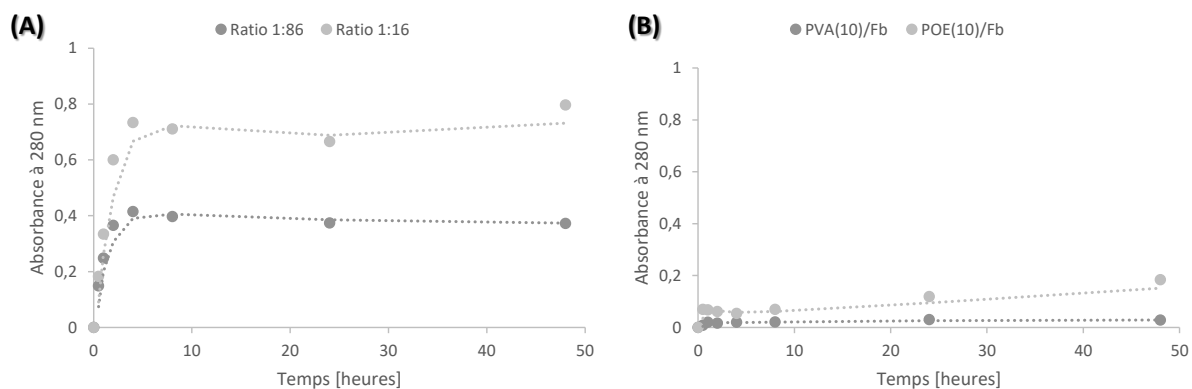 (A)
Ratio 1:86 Ratio 1:16
1
0,8
0,6
0,4
0,2
0
Absorbance à 280 nm
0 10 20 30 40 50
Temps [heures]
(B)
PVA(10)/Fb POE(10)/Fb
1
0,8
0,6
0,4
0,2
0
Absorbance à 280 nm
0 10 20 30 40 50
Temps [heures]